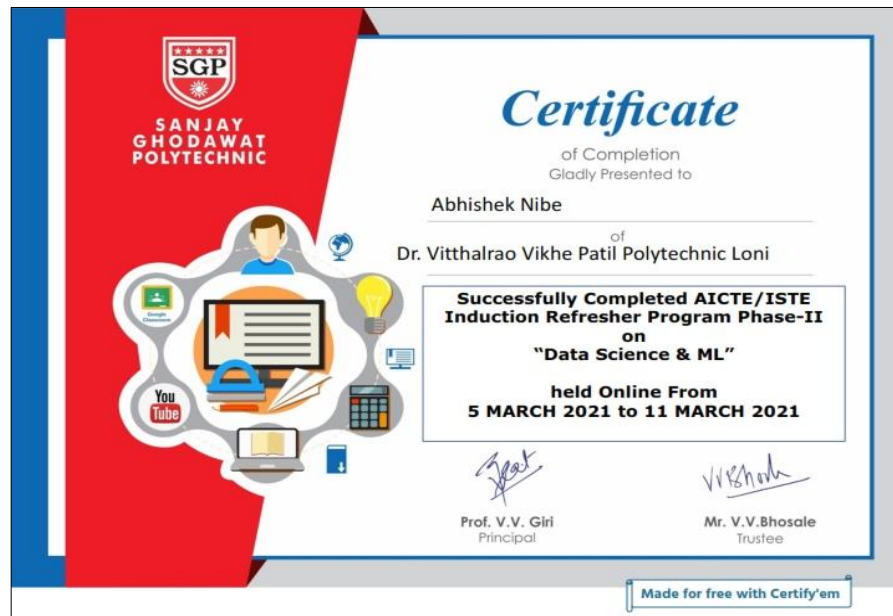 SGP
SANJAY
GHODAWAT
POLYTECHNIC
Certificate
of Completion
Gladly Presented to
Abhishek Nibe
of
Dr. Vitthalrao Vikhe Patil Polytechnic Loni
Google
Classroom
You
Tube
Successfully Completed AICTE/ISTE
Induction Refresher Program Phase-II
on
“Data Science & ML”
held Online From
5 MARCH 2021 to 11 MARCH 2021
Prof. V.V. Giri
Principal
Mr. V.V.Bhosale
Trustee
Made for free with Certify'em